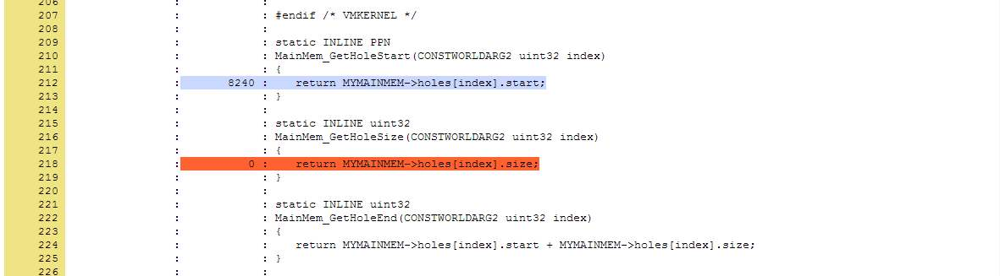 206
207 : : #endif /* VMKERNEL */
208 : :
209 : : static INLINE PPN
210 : : MainMem_GetHoleStart(CONSTWORLDARG2 uint32 index)
211 : : {
212 : 8240 : return MYMAINMEM->holes[index].start;
213 : : }
214 : :
215 : : static INLINE uint32
216 : : MainMem_GetHoleSize(CONSTWORLDARG2 uint32 index)
217 : : {
218 : 0 : return MYMAINMEM->holes[index].size;
219 : : }
220 : :
221 : : static INLINE uint32
222 : : MainMem_GetHoleEnd(CONSTWORLDARG2 uint32 index)
223 : : {
224 : : return MYMAINMEM->holes[index].start + MYMAINMEM->holes[index].size;
225 : : }
226 : :